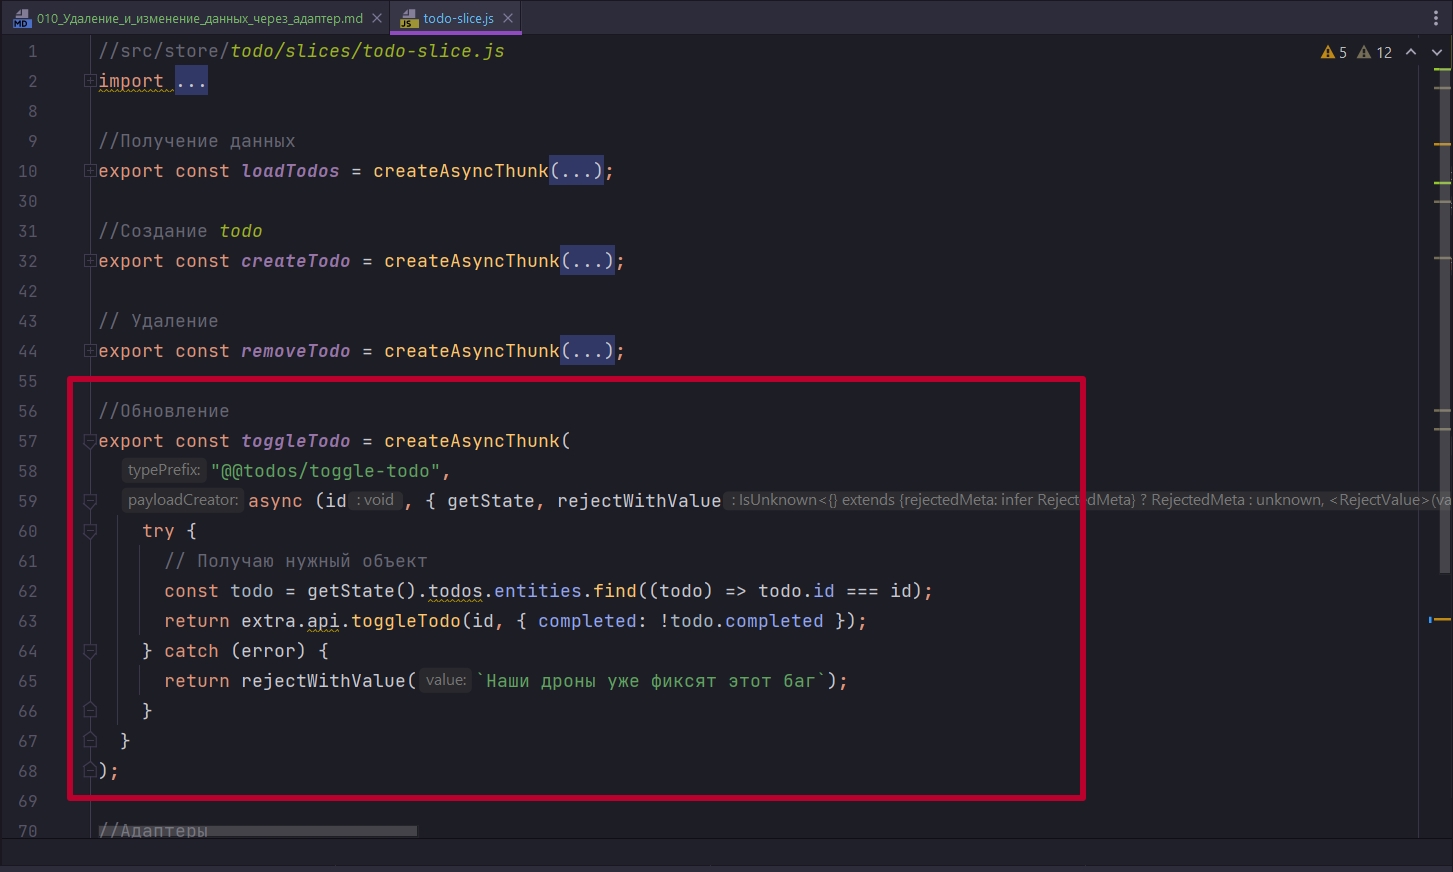 010_Удаление_и_изменение_данных_через_адаптер.md
todo-slice.js
1 //src/store/todo/slices/todo-slice.js
5 12
2 import ...
8
9 //Получение данных
10 export const loadTodos = createAsyncThunk(...);
30
31 //Создание todo
32 export const createTodo = createAsyncThunk(...);
42
43 // Удаление
44 export const removeTodo = createAsyncThunk(...);
55
56 //Обновление
57 export const toggleTodo = createAsyncThunk(
58 typePrefix: "@@todos/toggle-todo",
59 payloadCreator: async (id : void , { getState, rejectWithValue : IsUnknown<{} extends {rejectedMeta: infer RejectedMeta} ? RejectedMeta : unknown, <RejectValue>(va
60 try {
61 // Получаю нужный объект
62 const todo = getState().todos.entities.find((todo) => todo.id === id);
63 return extra.api.toggleTodo(id, { completed: !todo.completed });
64 } catch (error) {
65 return rejectWithValue( value: `Наши дроны уже фиксят этот баг`);
66 }
67 }
68 );
69
70 //Адаптеры